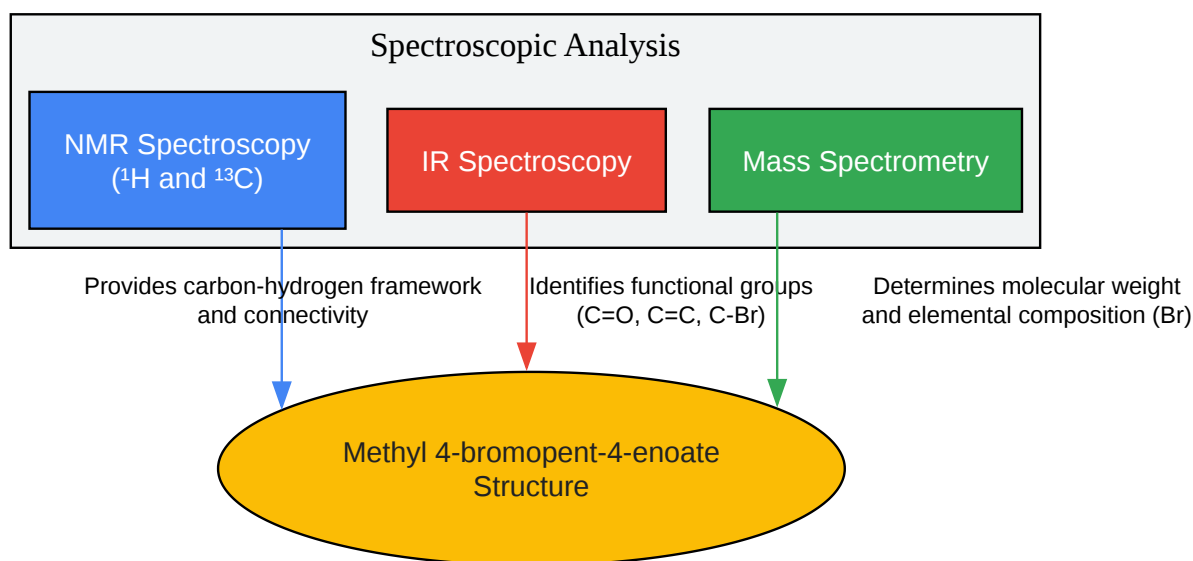 Spectroscopic Analysis
NMR Spectroscopy
(¹H and ¹³C)
IR Spectroscopy
Mass Spectrometry
Provides carbon-hydrogen framework
and connectivity
Identifies functional groups
(C=O, C=C, C-Br)
Determines molecular weight
and elemental composition (Br)
Methyl 4-bromopent-4-enoate
Structure